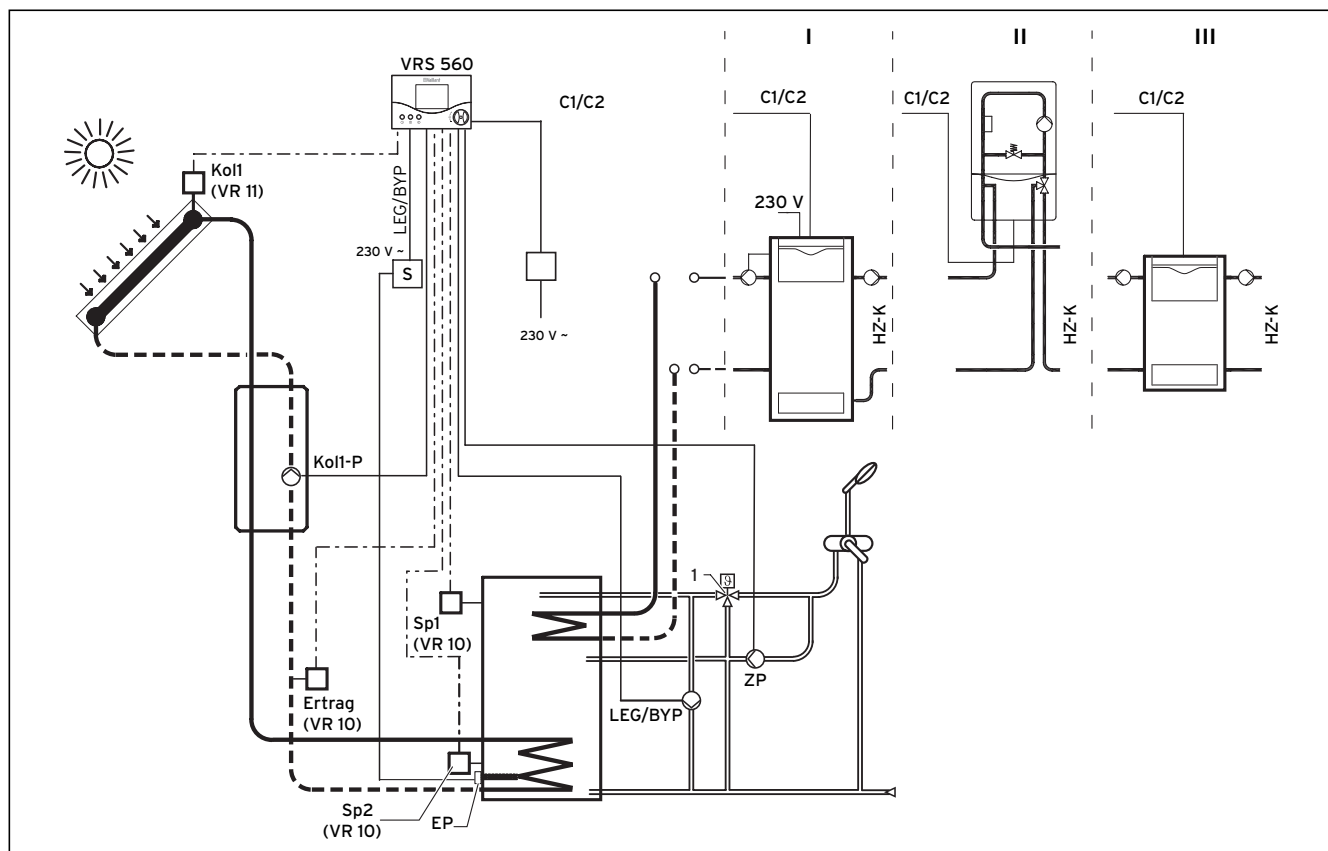 I
II
III
VRS 560
Vaillant
C1/C2
C1/C2
C1/C2
C1/C2
Kol1
(VR 11)
LEG/BYP
230 V
230 V ~
S
230 V ~
HZ-K
HZ-K
HZ-K
Kol1-P
1
ϑ
Sp1
(VR 10)
ZP
Ertrag
(VR 10)
LEG/BYP
Sp2
(VR 10)
EP